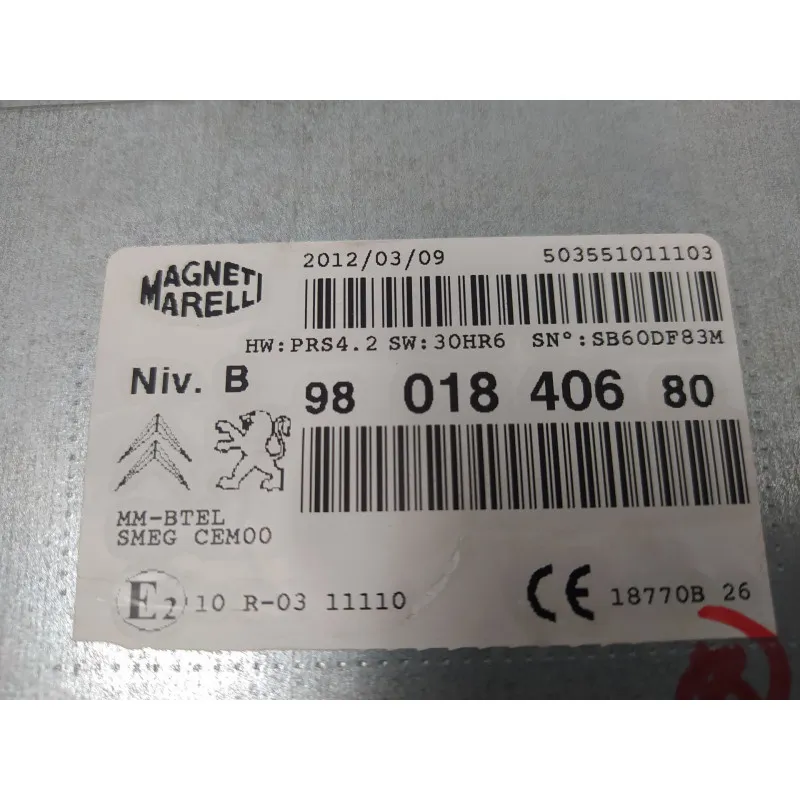 MAGNETI
MARELLI
2012/03/09 503551011103
HW:PRS4.2 SW:30HR6 SN°:SB60DF83M
Niv. B 98 018 406 80
MM-BTEL
SMEG CEM00
E2 10 R-03 11110 CE 18770B 26